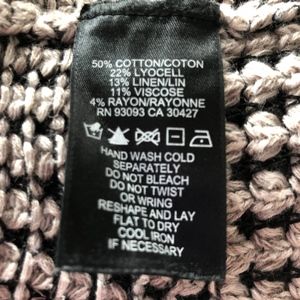 50% COTTON/COTON
22% LYOCELL
13% LINEN/LIN
11% VISCOSE
4% RAYON/RAYONNE
RN 93093 CA 30427
HAND WASH COLD
SEPARATELY
DO NOT BLEACH
DO NOT TWIST
OR WRING
RESHAPE AND LAY
FLAT TO DRY
COOL IRON
IF NECESSARY